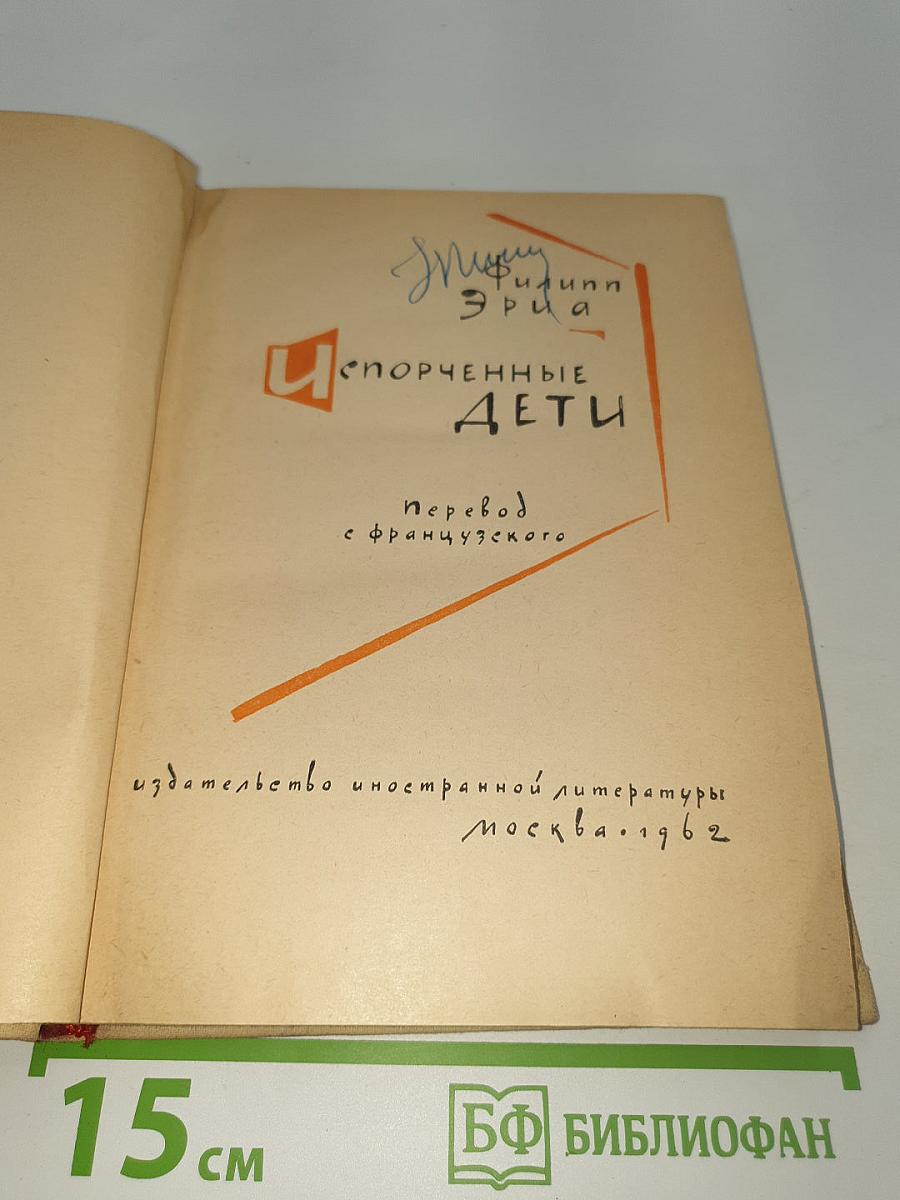 Филипп
Эриа
Испорченные
дети
Перевод
с французского
издательство иностранной литературы
Москва • 1962
15 см
БФ БИБЛИОФАН